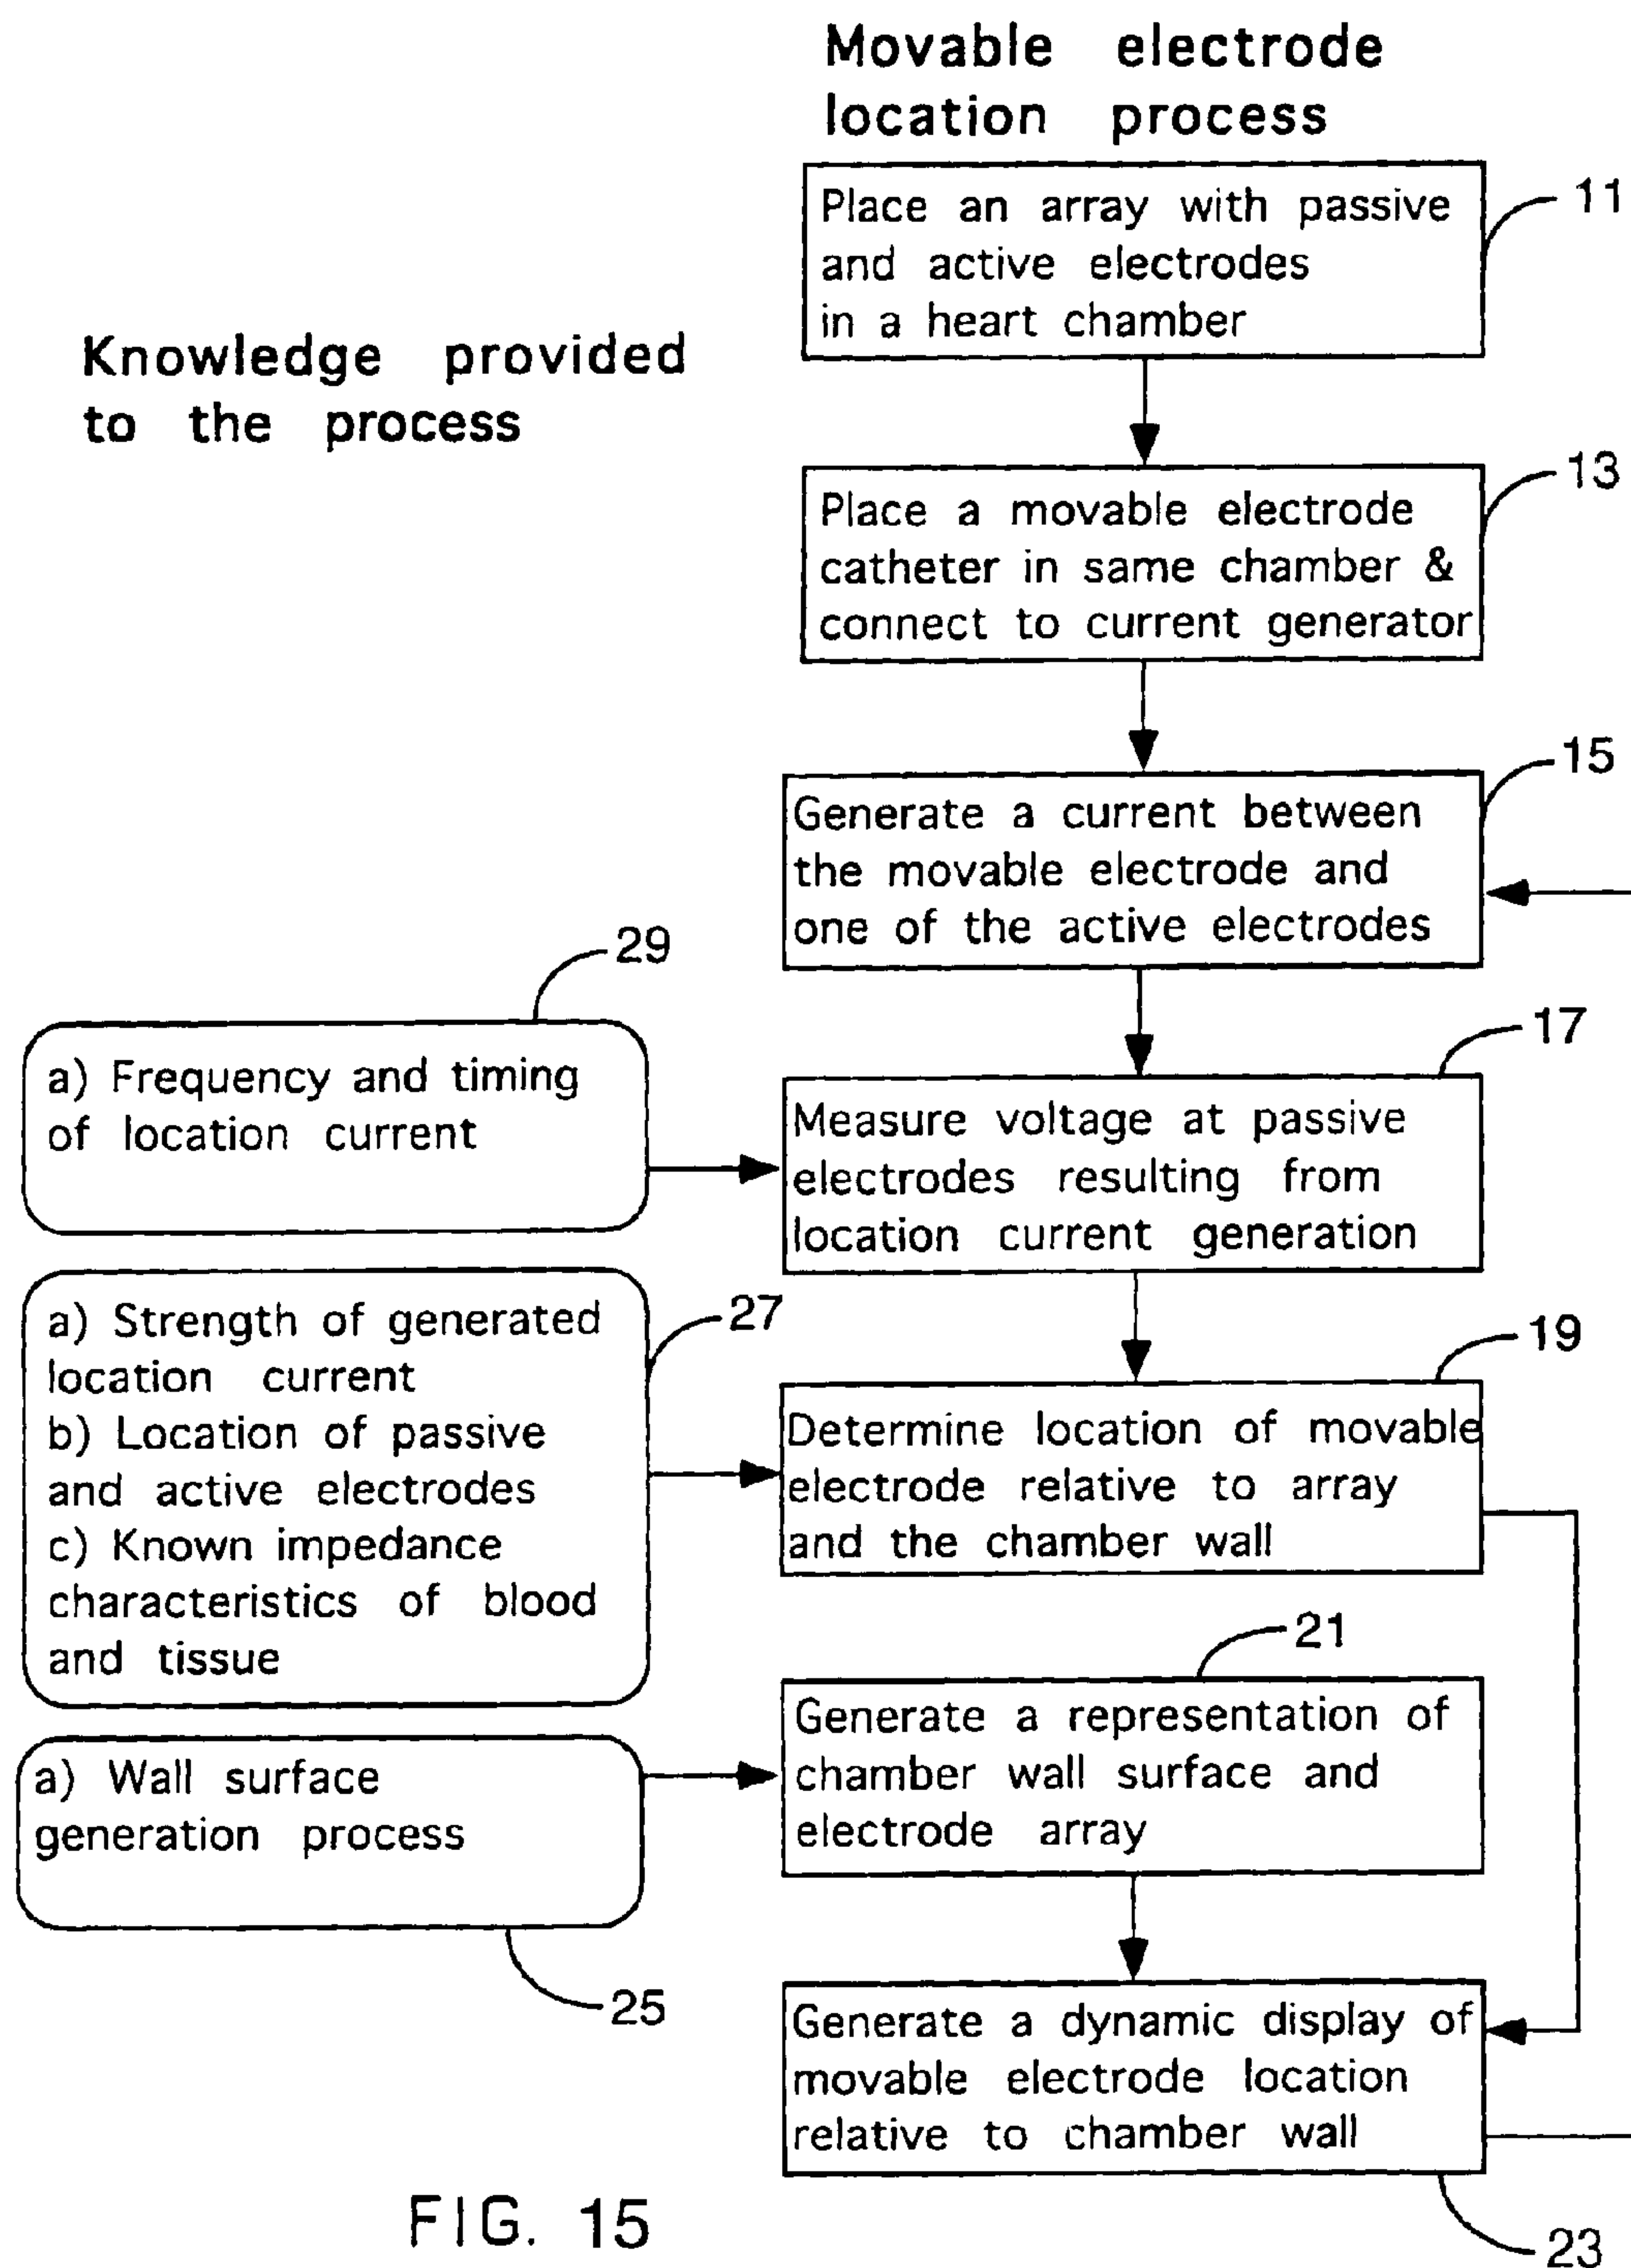 Movable electrode
location process
Knowledge provided
to the process
Place an array with passive
and active electrodes
in a heart chamber
11
Place a movable electrode
catheter in same chamber &
connect to current generator
13
Generate a current between
the movable electrode and
one of the active electrodes
15
29
a) Frequency and timing
of location current
Measure voltage at passive
electrodes resulting from
location current generation
17
a) Strength of generated
location current
b) Location of passive
and active electrodes
c) Known impedance
characteristics of blood
and tissue
27
Determine location of movable
electrode relative to array
and the chamber wall
19
a) Wall surface
generation process
25
Generate a representation of
chamber wall surface and
electrode array
21
Generate a dynamic display of
movable electrode location
relative to chamber wall
23
FIG. 15